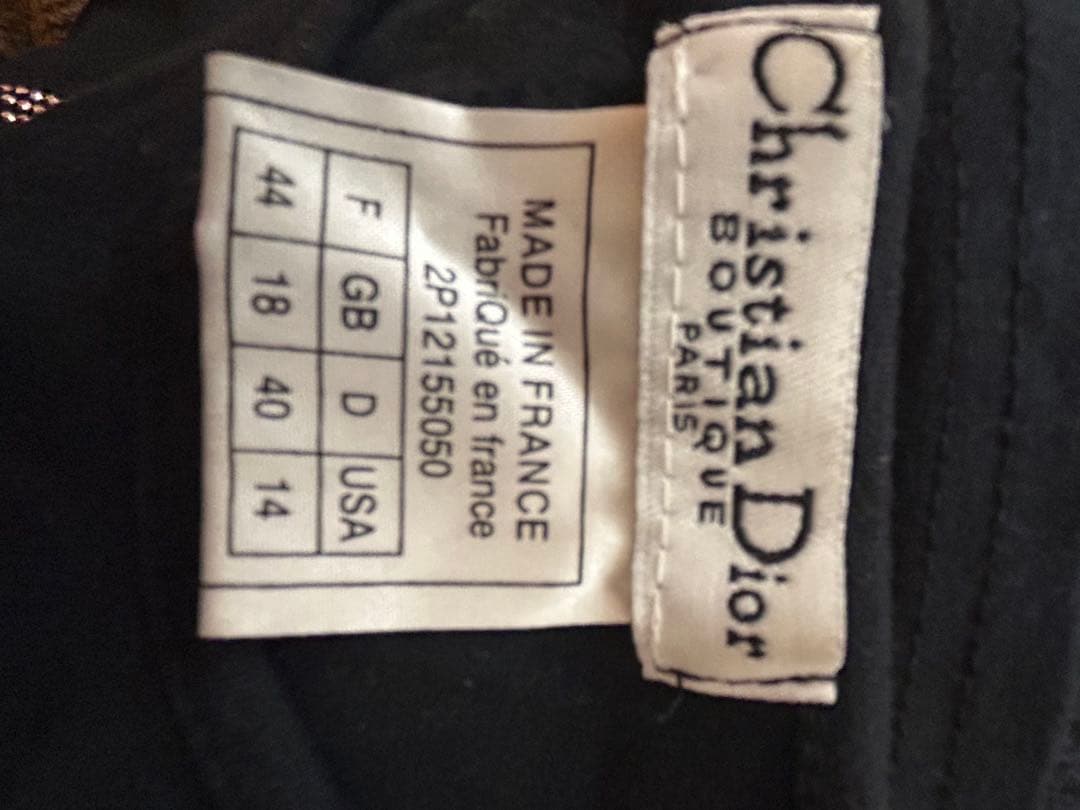 Christian Dior
BOUTIQUE
PARIS
MADE IN FRANCE
FabriQué en france
2P12155050
F GB D USA
44 18 40 14